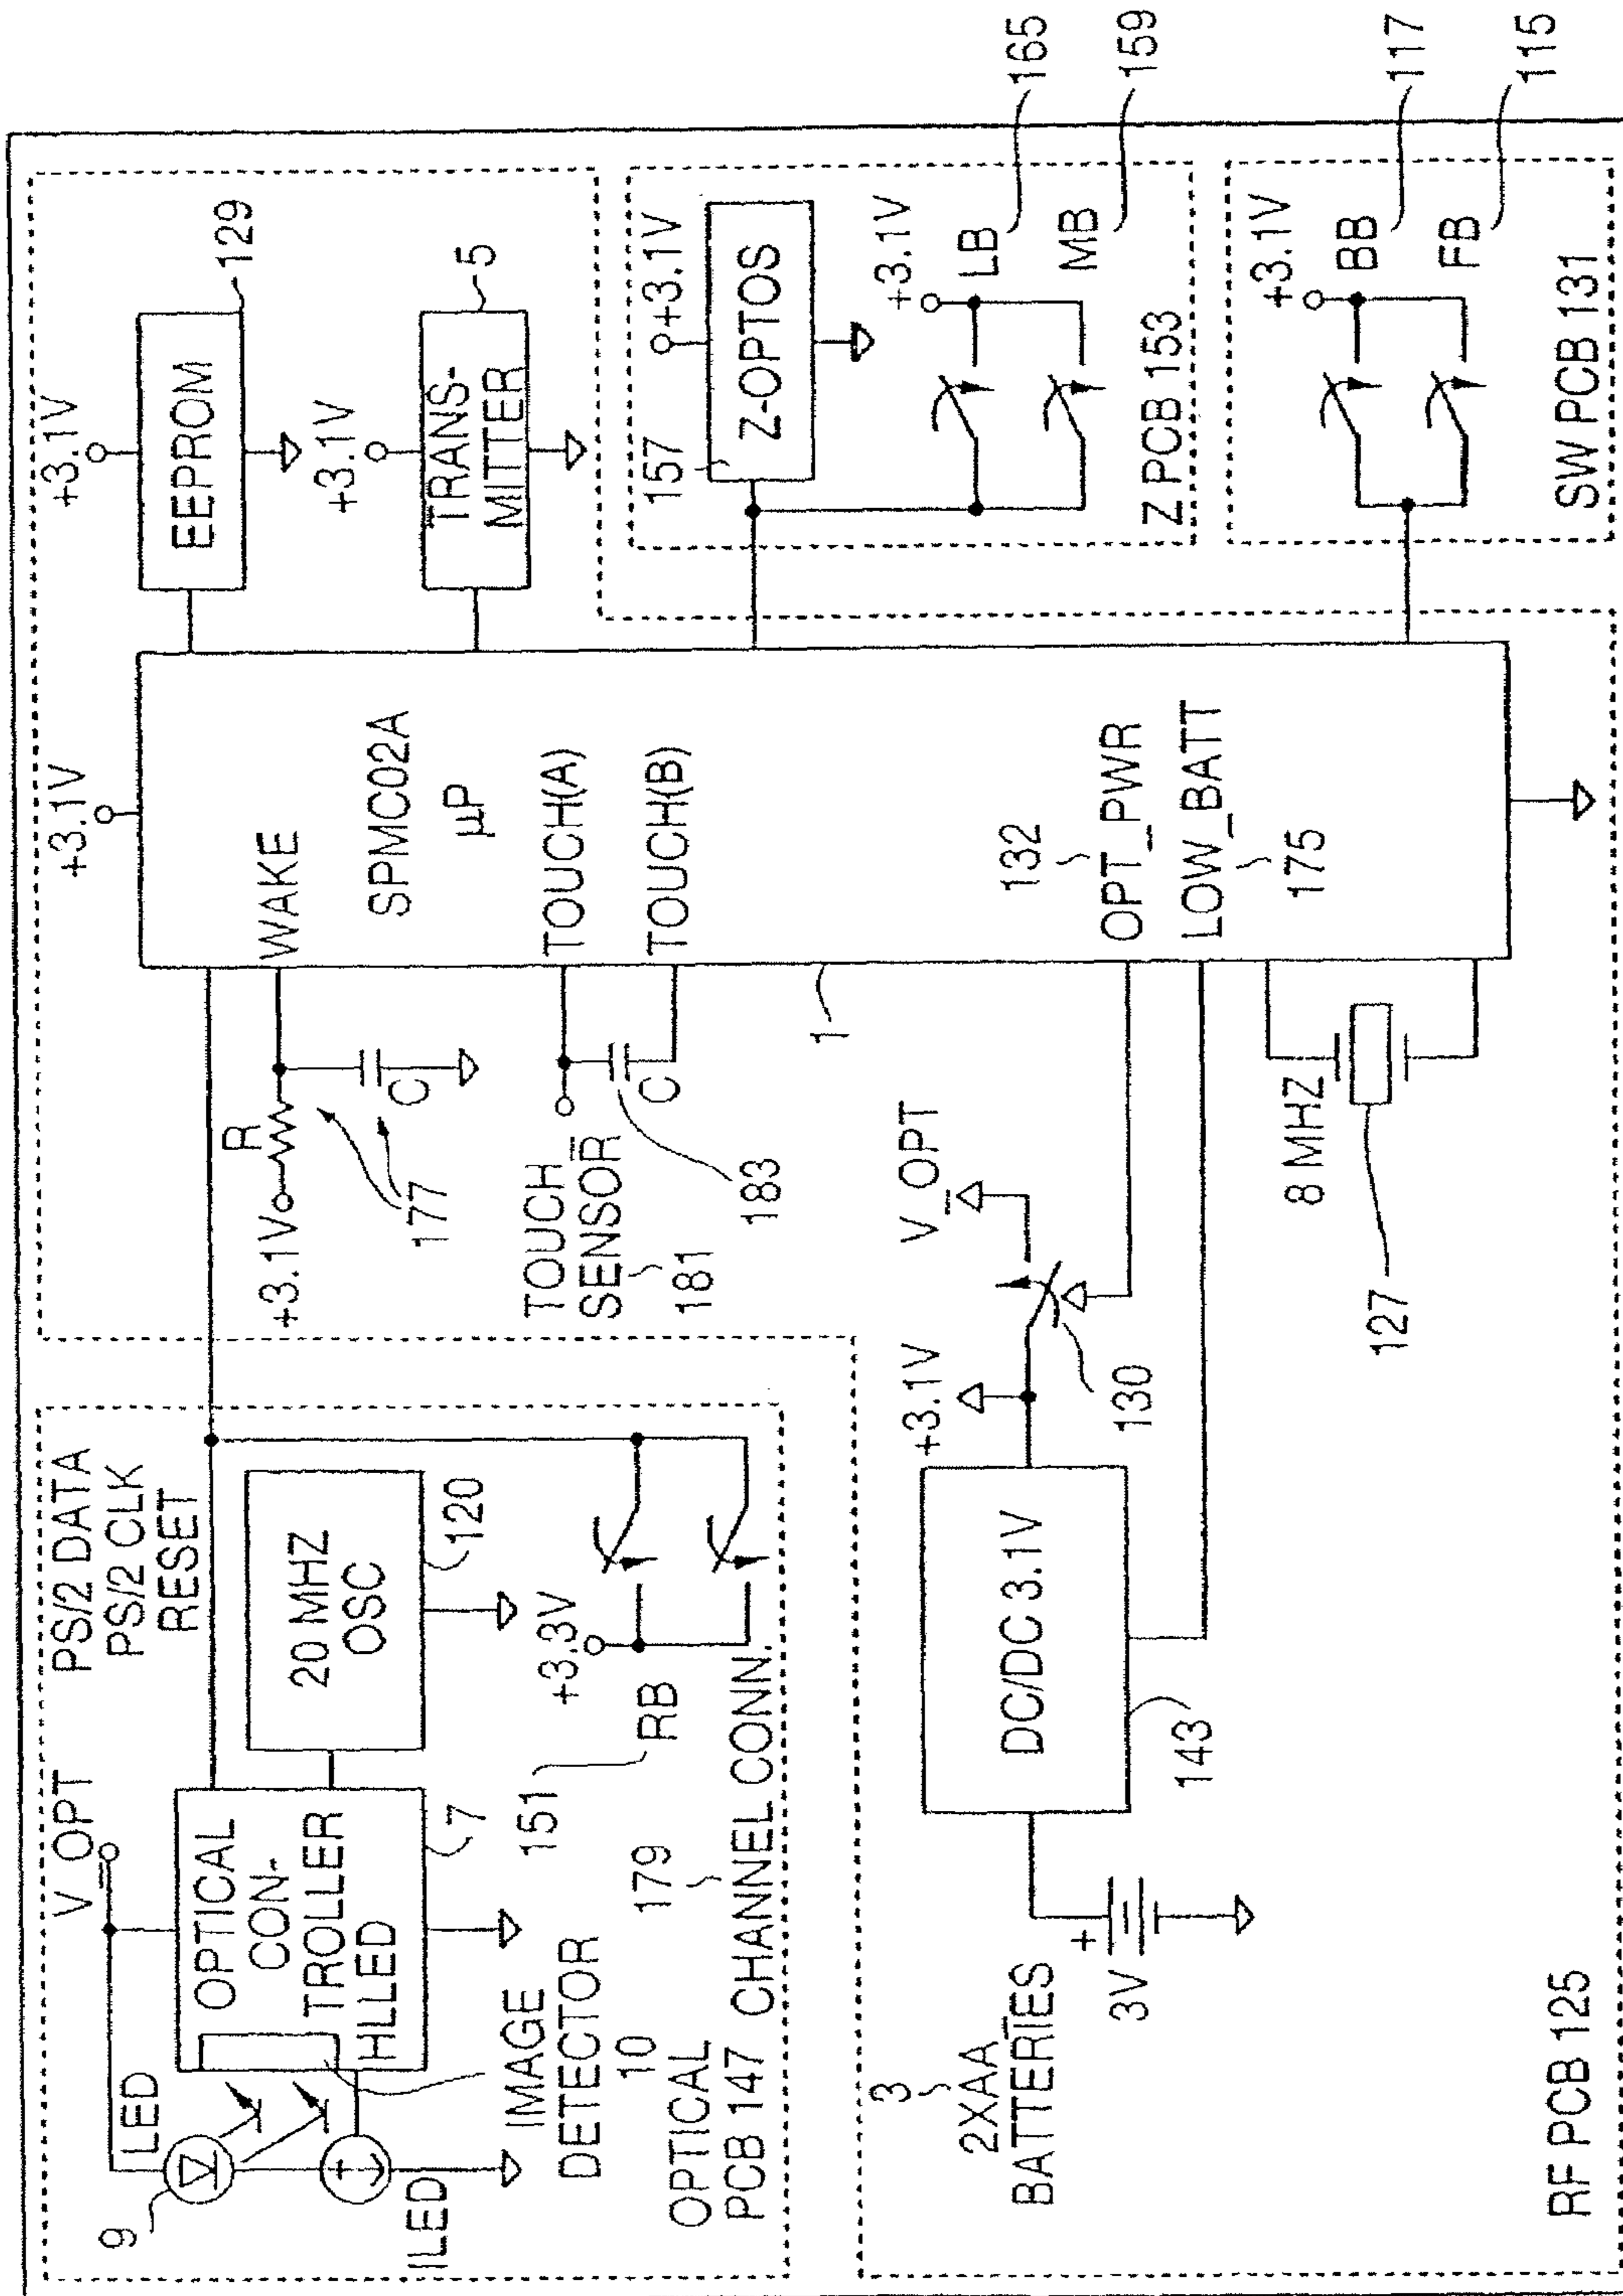 PS/2 DATA
PS/2 CLK
RESET
V_OPT
LED
9
OPTICAL
CON-
TROLLER
HLLED
7
ILED
IMAGE
DETECTOR
10
OPTICAL
PCB 147
20 MHZ
OSC
120
+3.3V
151
RB
179
CHANNEL CONN.
+3.1V
R
C
177
WAKE
SPMC02A
µP
TOUCH(A)
TOUCH(B)
TOUCH
SENSOR
181
C
183
1
132
OPT_PWR
LOW_BATT
175
+3.1V
+3.1V
EEPROM
129
+3.1V
TRANS-
MITTER
5
157
+3.1V
Z-OPTOS
+3.1V
LB
165
MB
159
Z PCB 153
+3.1V
BB
117
FB
115
SW PCB 131
3
2XAA
BATTERIES
+
3V
DC/DC 3.1V
143
+3.1V
130
V_OPT
8 MHZ
127
RF PCB 125